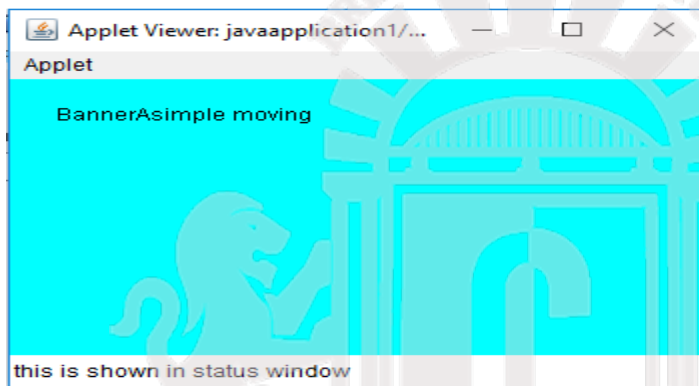 Applet Viewer: javaapplication1/...
Applet
BannerAsimple moving
this is shown in status window